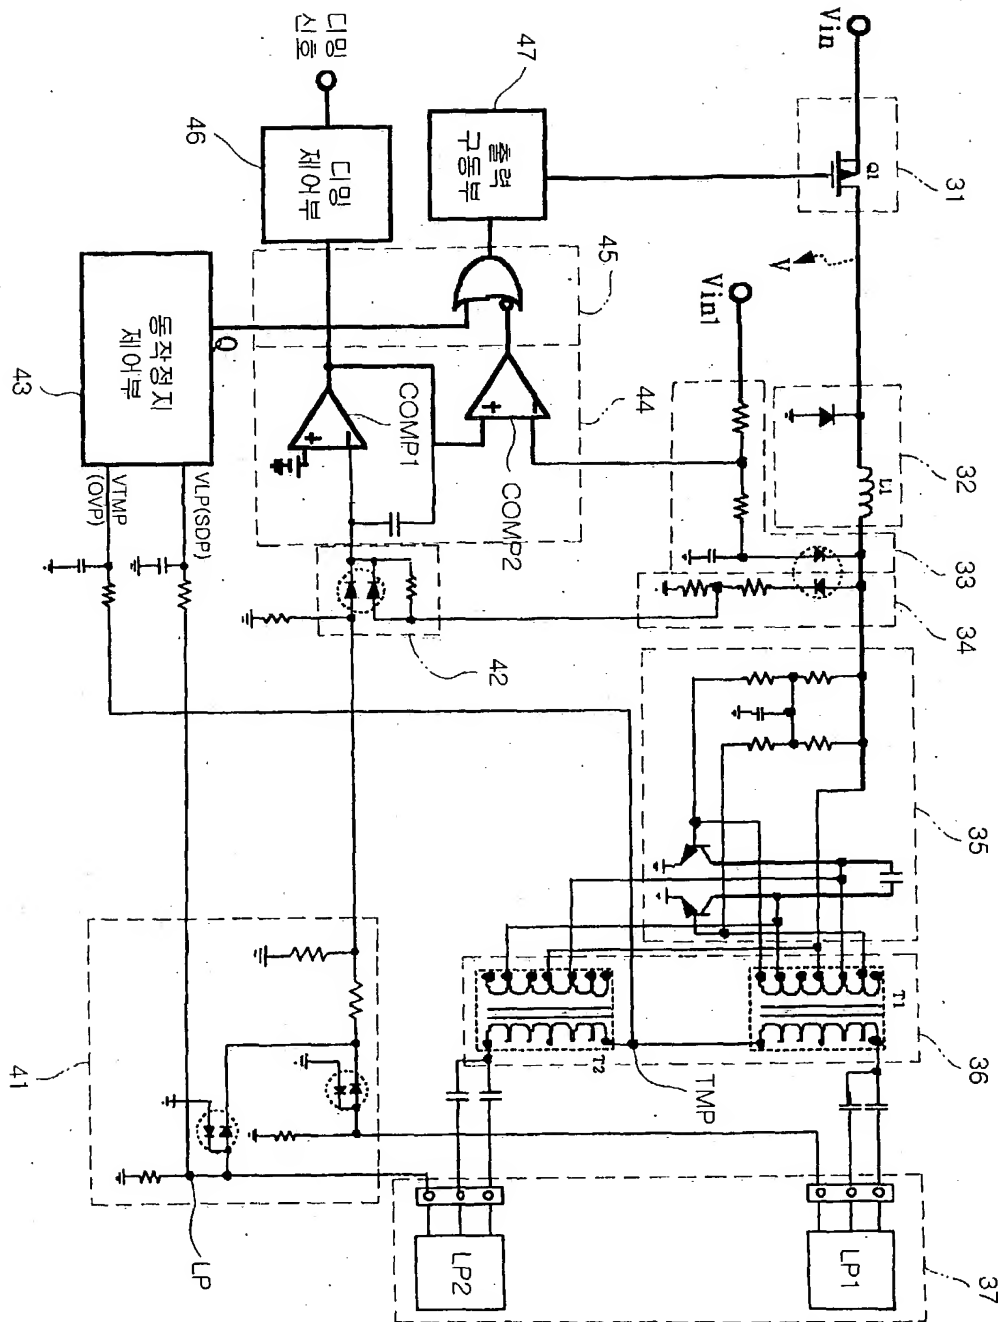 Vin
Q1
31
V
Vin1
L1
32
33
34
35
T1
36
T2
TMP
LP1
LP2
37
47
출력
구동부
디밍
신호
46
디밍
제어부
45
44
COMP1
COMP2
Q
동작정지
제어부
43
VLP(SDP)
VTMP
(OVP)
42
41
LP